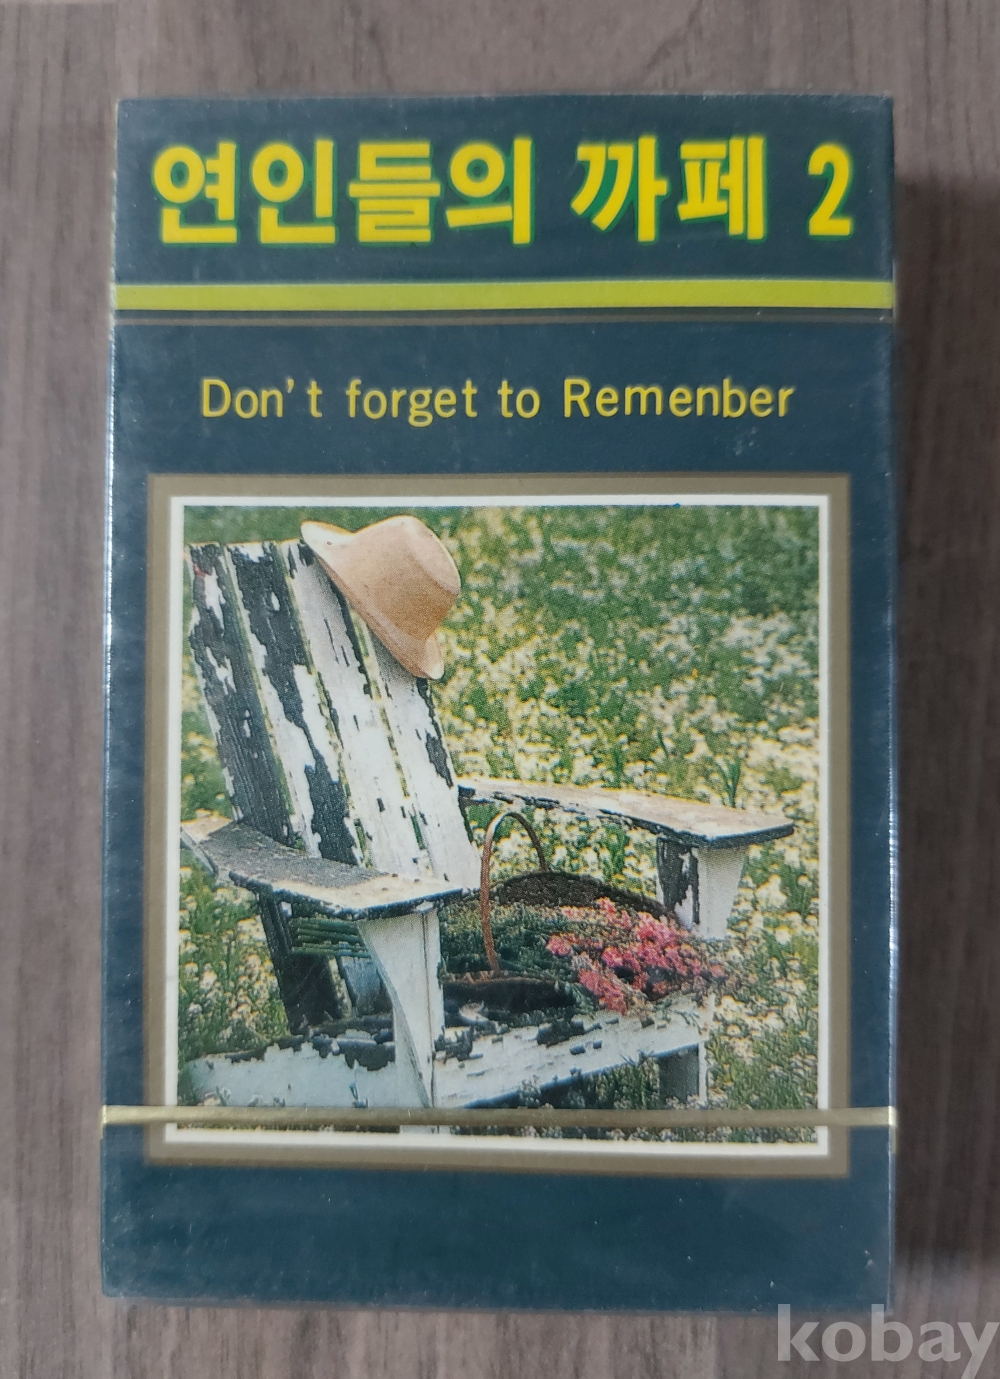 연인들의 까페 2
Don't forget to Remenber
kobay